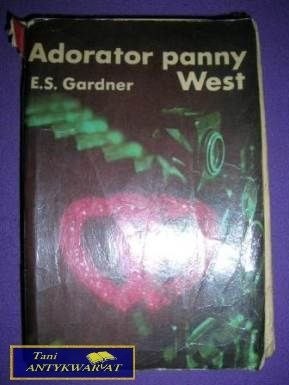 Adorator panny
E.S. Gardner West
Tani
ANTYKWARIAT